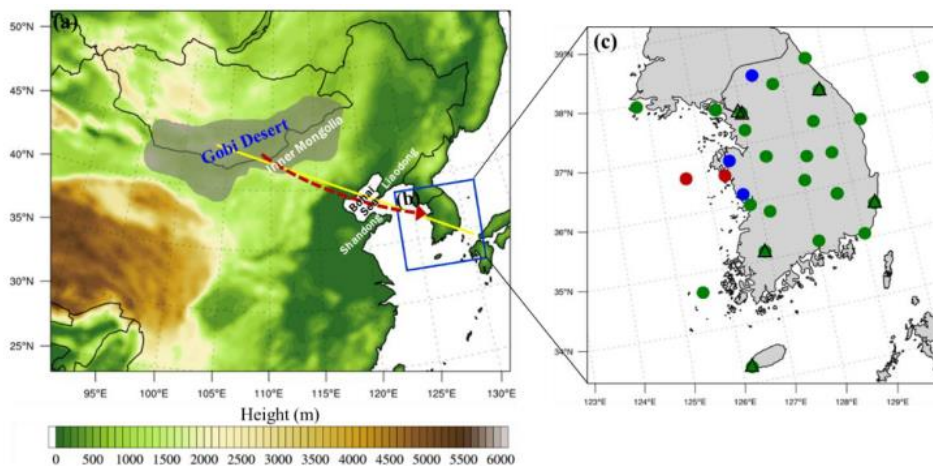 (a)
50°N
45°N
40°N
35°N
30°N
25°N
Gobi Desert
Inner Mongolia
Liaodong
Bohai
Sea
Shandong
(b)
95°E 100°E 105°E 110°E 115°E 120°E 125°E 130°E
Height (m)
0 500 1000 1500 2000 2500 3000 3500 4000 4500 5000 5500 6000
(c)
39°N
38°N
37°N
36°N
35°N
34°N
123°E 124°E 125°E 126°E 127°E 128°E 129°E